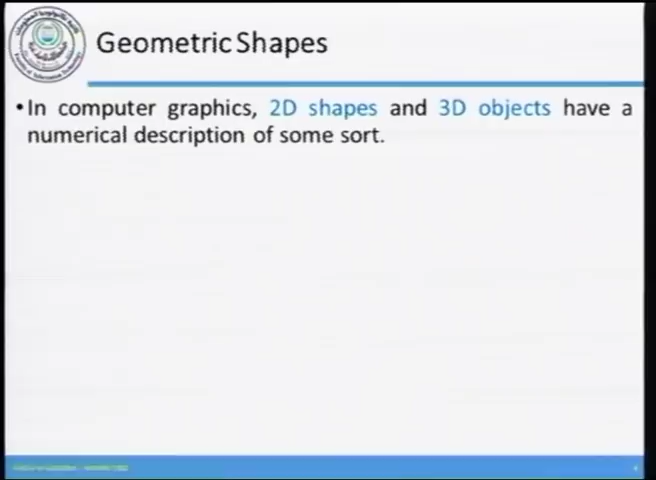 Geometric Shapes
•In computer graphics, 2D shapes and 3D objects have a
numerical description of some sort.